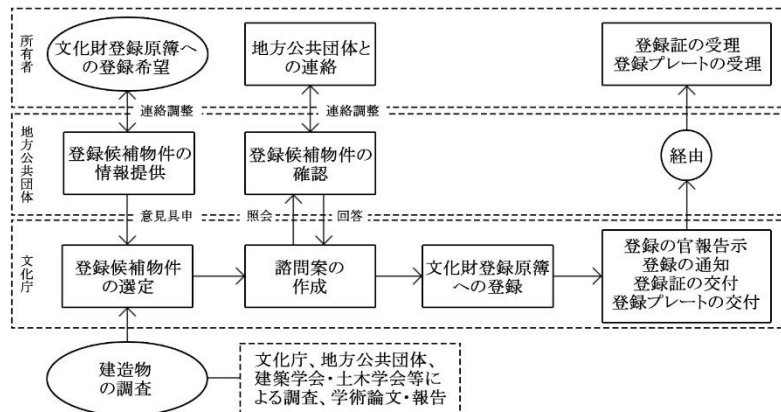 所有者
文化財登録原簿へ
の登録希望
地方公共団体と
の連絡
登録証の受理
登録プレートの受理
連絡調整
連絡調整
地方公共団体
登録候補物件の
情報提供
登録候補物件の
確認
経由
意見具申
照会
回答
文化庁
登録候補物件
の選定
諮問案の
作成
文化財登録原簿
への登録
登録の官報告示
登録の通知
登録証の交付
登録プレートの交付
建造物
の調査
文化庁、地方公共団体、
建築学会・土木学会等に
よる調査、学術論文・報告